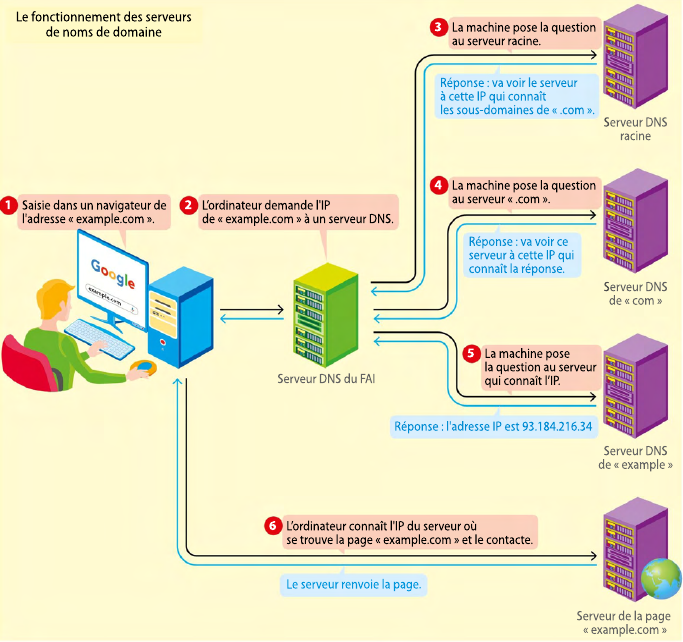 Le fonctionnement des serveurs
de noms de domaine
3 La machine pose la question
au serveur racine.
Réponse : va voir le serveur
à cette IP qui connaît
les sous-domaines de « .com ».
Serveur DNS
racine
1 Saisie dans un navigateur de
l'adresse « example.com ».
2 L'ordinateur demande l'IP
de « example.com » à un serveur DNS.
4 La machine pose la question
au serveur « .com ».
Réponse : va voir ce
serveur à cette IP qui
connaît la réponse.
Serveur DNS
de « com »
Google
example.com
Serveur DNS du FAI
5 La machine pose
la question au serveur
qui connaît l'IP.
Réponse : l'adresse IP est 93.184.216.34
Serveur DNS
de « example »
6 L'ordinateur connaît l'IP du serveur où
se trouve la page « example.com » et le contacte.
Le serveur renvoie la page.
Serveur de la page
« example.com »